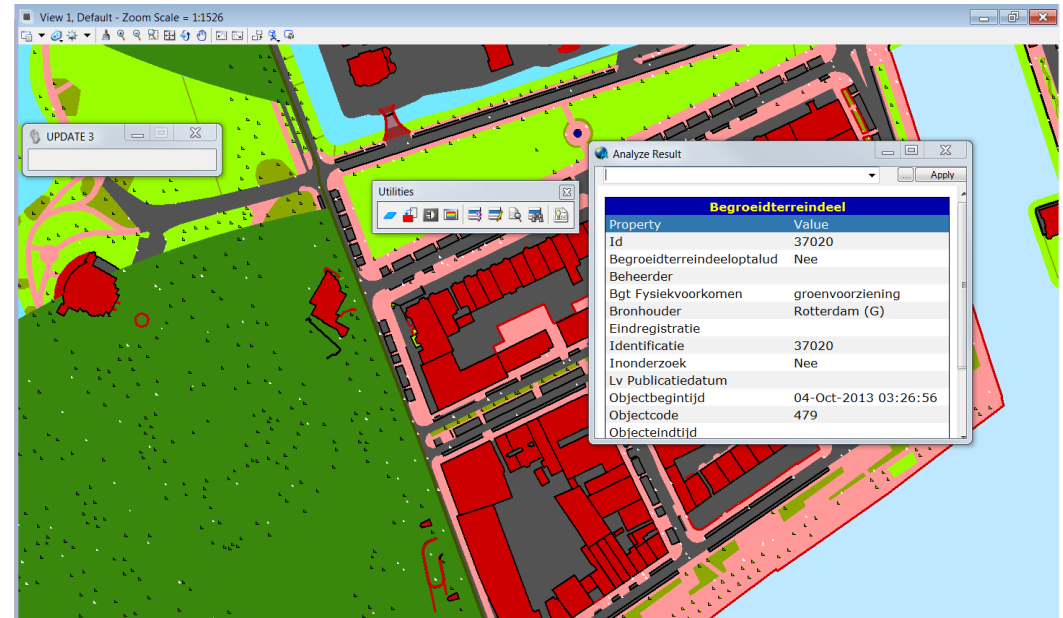 View 1, Default - Zoom Scale = 1:1526
UPDATE 3
Utilities
Analyze Result
... Apply
Begroeidterreindeel
Property Value
Id 37020
Begroeidterreindeeloptalud Nee
Beheerder
Bgt Fysiekvoorkomen groenvoorziening
Bronhouder Rotterdam (G)
Eindregistratie
Identificatie 37020
Inonderzoek Nee
Lv Publicatiedatum
Objectbegintijd 04-Oct-2013 03:26:56
Objectcode 479
Objecteindtijd